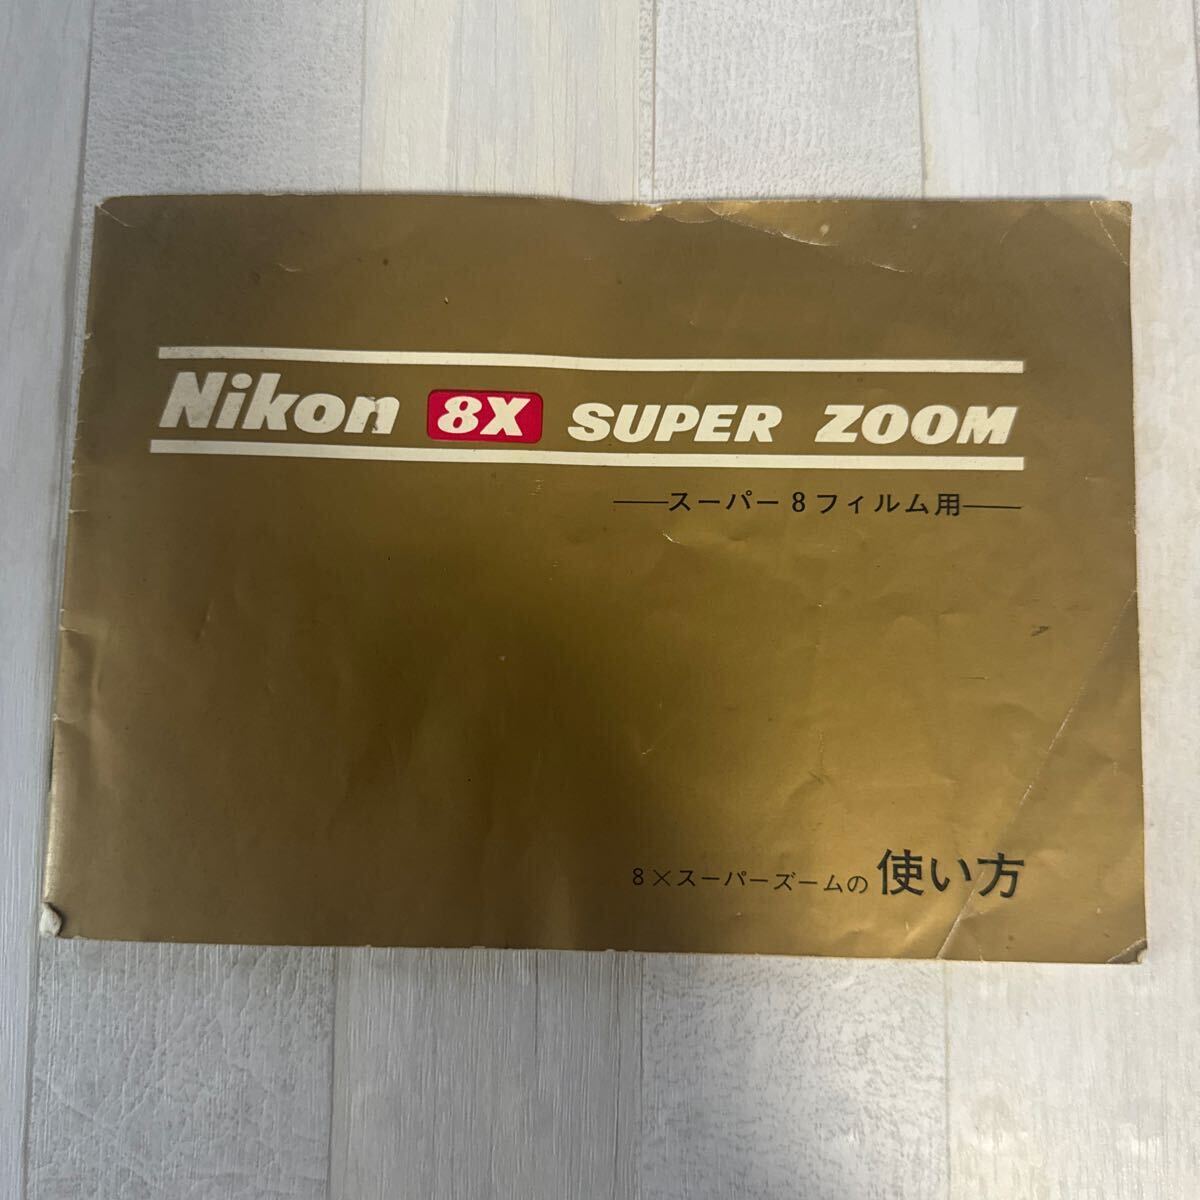 Nikon 8X SUPER ZOOM
——スーパー8フィルム用——
8×スーパーズームの 使い方